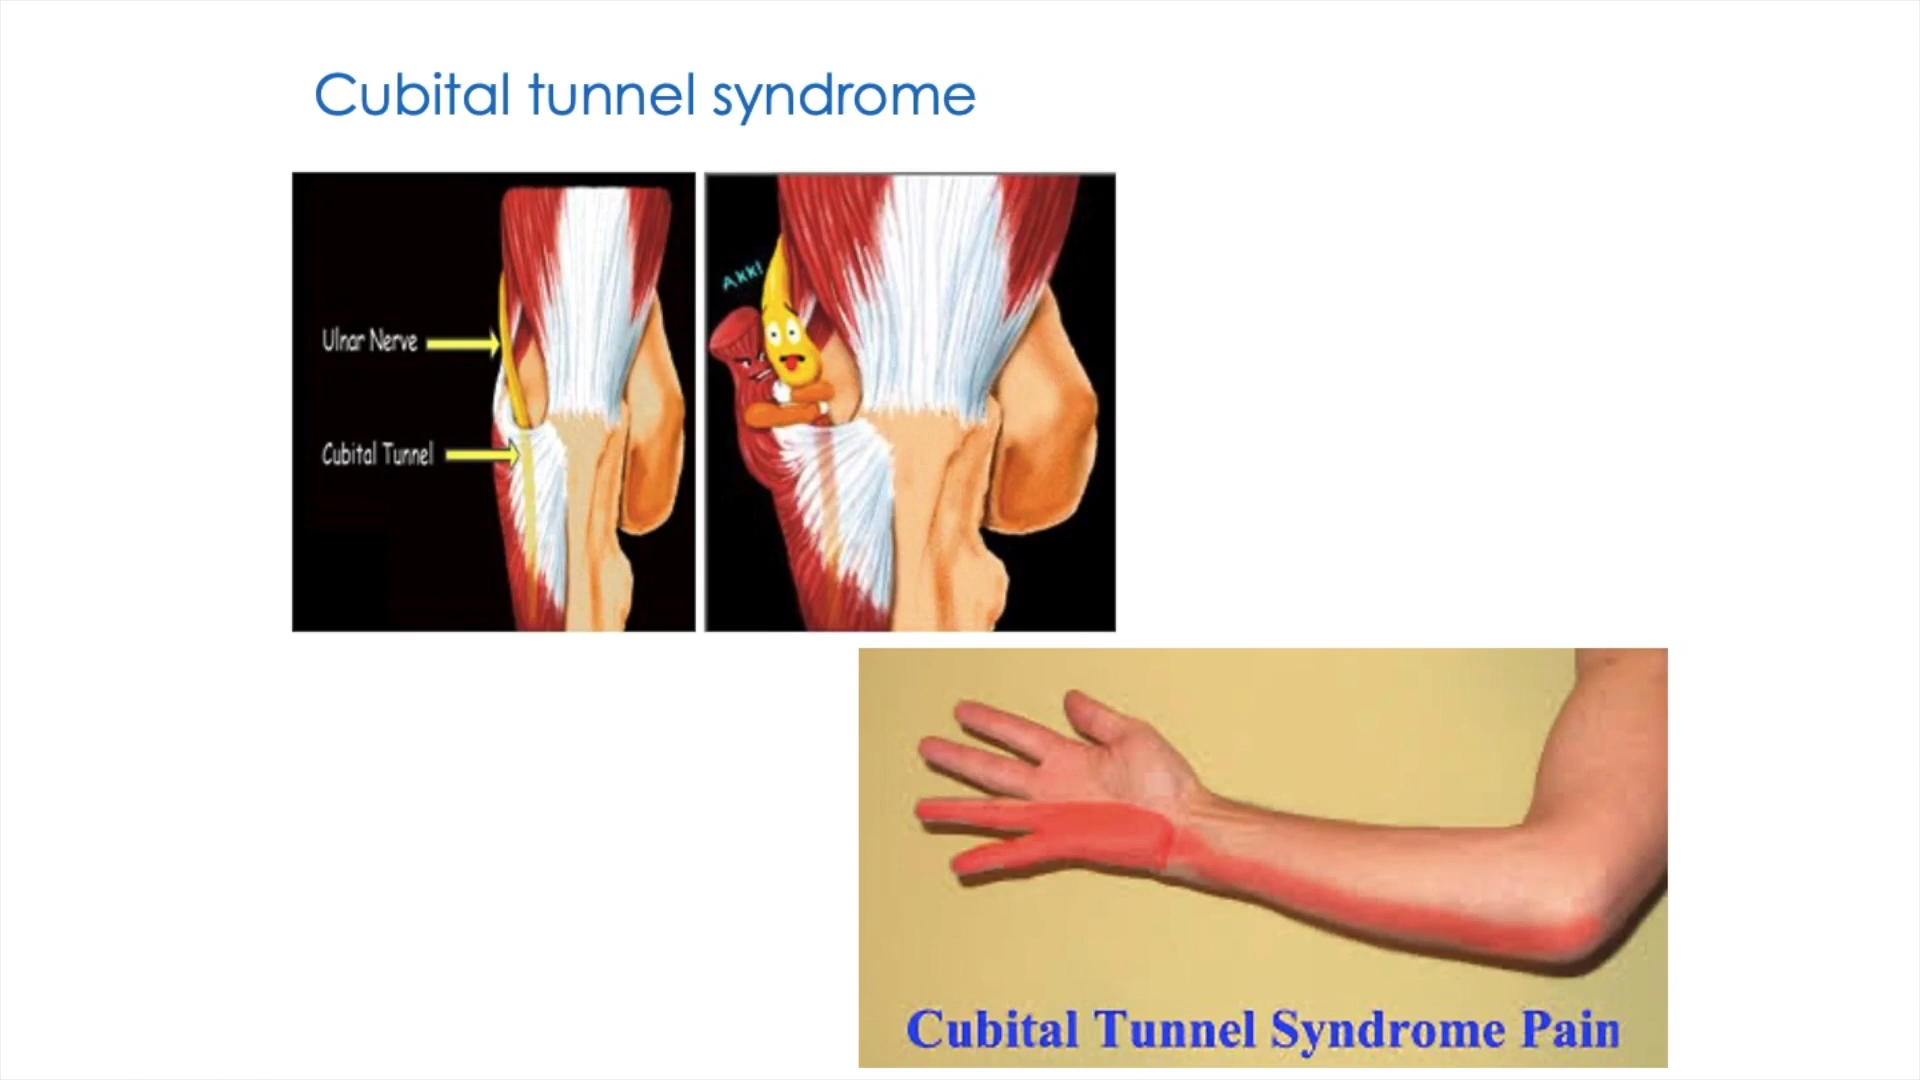 Cubital tunnel syndrome
Ulnar Nerve
Cubital Tunnel
Akk!
Cubital Tunnel Syndrome Pain